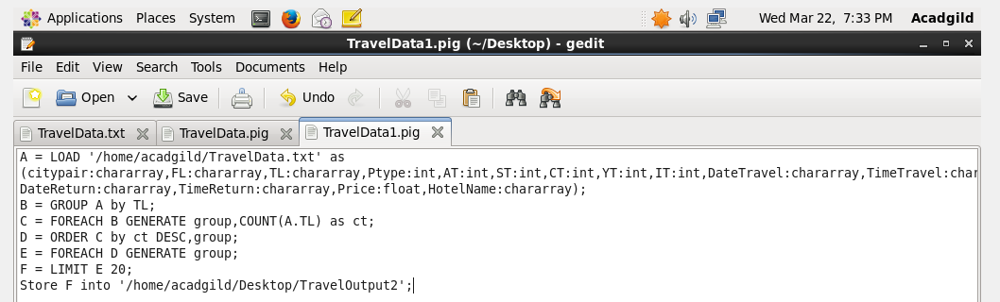 Applications Places System Wed Mar 22, 7:33 PM Acadgild
TravelData1.pig (~/Desktop) - gedit
File Edit View Search Tools Documents Help
Open Save Undo
TravelData.txt TravelData.pig TravelData1.pig
A = LOAD '/home/acadgild/TravelData.txt' as
(citypair:chararray,FL:chararray,TL:chararray,Ptype:int,AT:int,ST:int,CT:int,YT:int,IT:int,DateTravel:chararray,TimeTravel:char
DateReturn:chararray,TimeReturn:chararray,Price:float,HotelName:chararray);
B = GROUP A by TL;
C = FOREACH B GENERATE group,COUNT(A.TL) as ct;
D = ORDER C by ct DESC,group;
E = FOREACH D GENERATE group;
F = LIMIT E 20;
Store F into '/home/acadgild/Desktop/TravelOutput2';